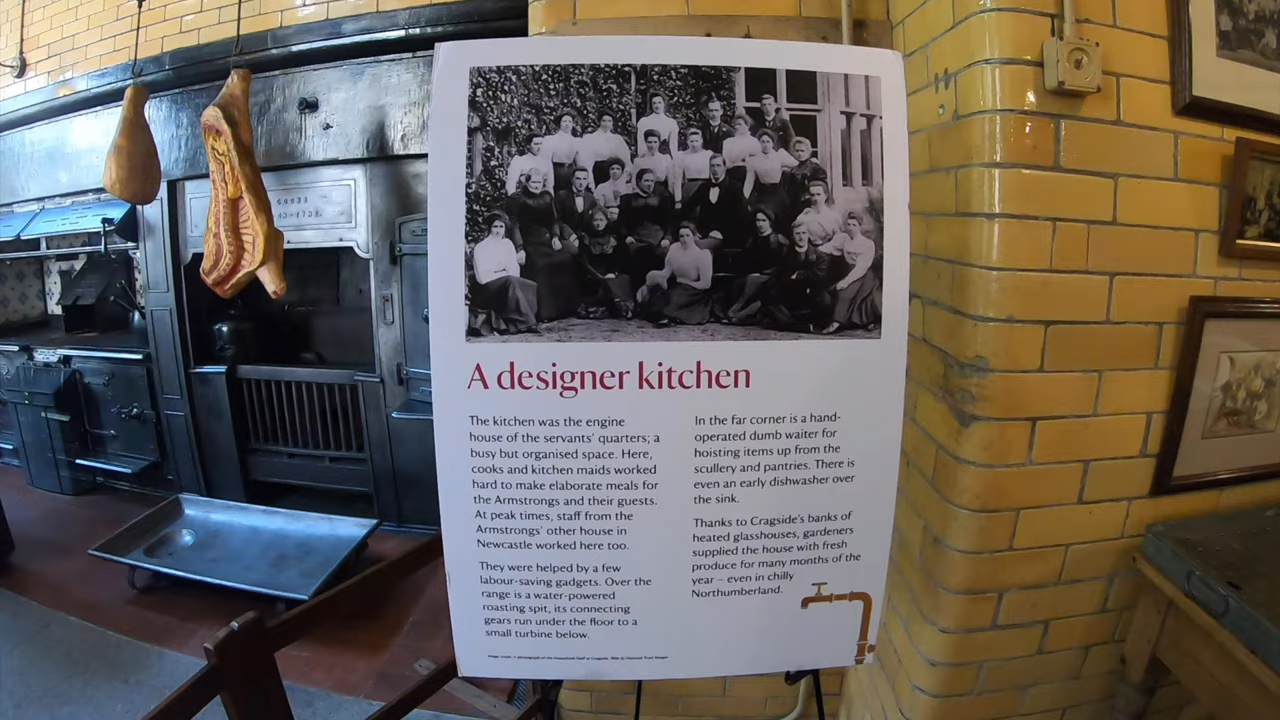 A designer kitchen
The kitchen was the engine
house of the servants' quarters; a
busy but organised space. Here,
cooks and kitchen maids worked
hard to make elaborate meals for
the Armstrongs and their guests.
At peak times, staff from the
Armstrongs' other house in
Newcastle worked here too.
They were helped by a few
labour-saving gadgets. Over the
range is a water-powered
roasting spit, its connecting
gears run under the floor to a
small turbine below.
In the far corner is a hand-
operated dumb waiter for
hoisting items up from the
scullery and pantries. There is
even an early dishwasher over
the sink.
Thanks to Cragside's banks of
heated glasshouses, gardeners
supplied the house with fresh
produce for many months of the
year – even in chilly
Northumberland.